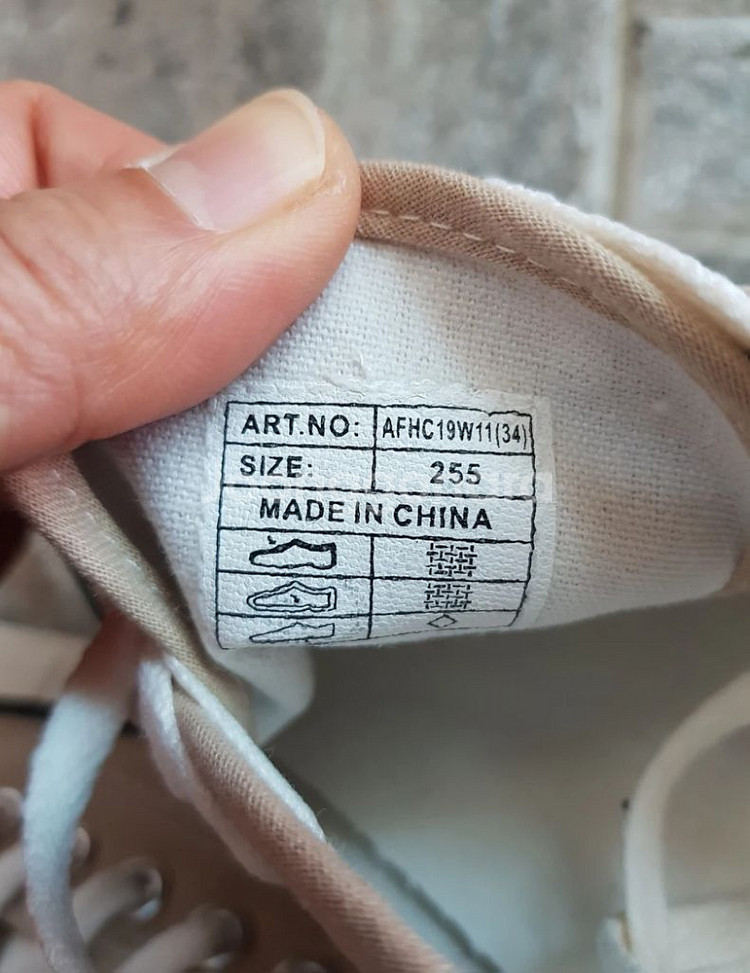 ART.NO: AFHC19W11(34)
SIZE: 255
MADE IN CHINA